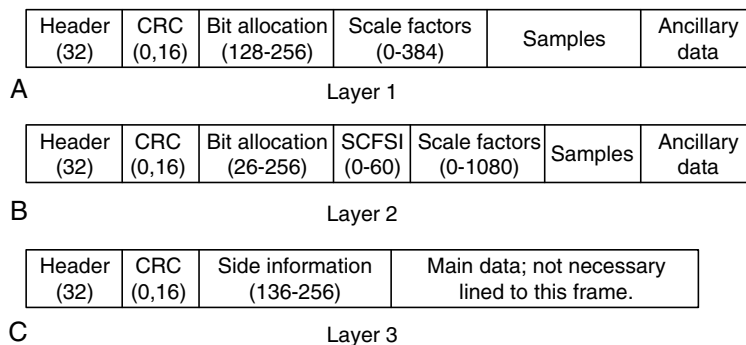 Header CRC Bit allocation Scale factors Samples Ancillary
(32) (0,16) (128-256) (0-384) data
A Layer 1
Header CRC Bit allocation SCFSI Scale factors Samples Ancillary
(32) (0,16) (26-256) (0-60) (0-1080) data
B Layer 2
Header CRC Side information Main data; not necessary
(32) (0,16) (136-256) lined to this frame.
C Layer 3